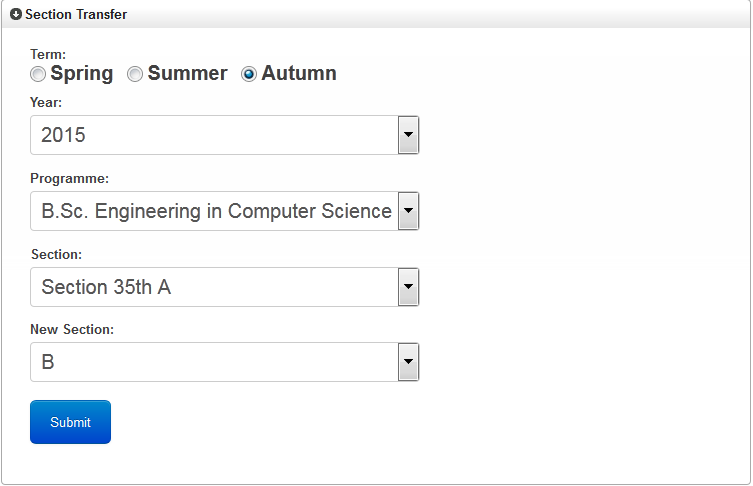 Section Transfer
Term:
Spring Summer Autumn
Year:
2015
Programme:
B.Sc. Engineering in Computer Science
Section:
Section 35th A
New Section:
B
Submit